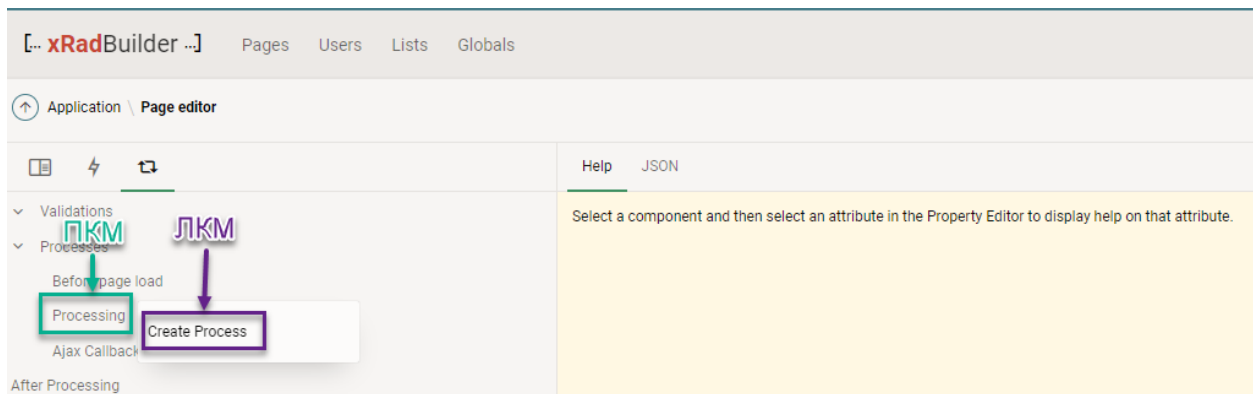 [... xRadBuilder ...] Pages Users Lists Globals
Application \ Page editor
Help JSON
Validations
Select a component and then select an attribute in the Property Editor to display help on that attribute.
ПКМ ЛКМ
Processes
Before page load
Processing
Create Process
Ajax Callback
After Processing